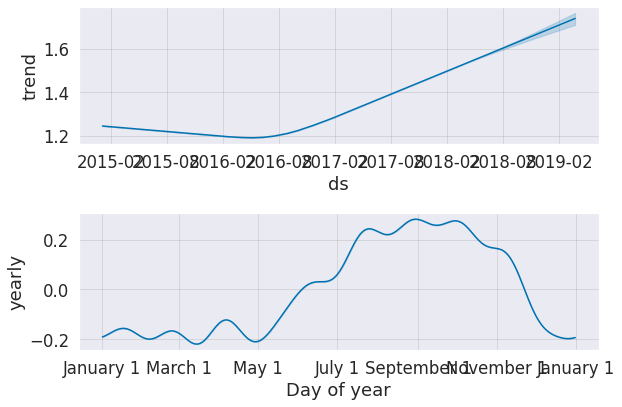 trend
1.6
1.4
1.2
2015-02 2015-08 2016-02 2016-08 2017-02 2017-08 2018-02 2018-08 2019-02
ds
yearly
0.2
0.0
−0.2
January 1 March 1 May 1 July 1 September 1 November 1 January 1
Day of year